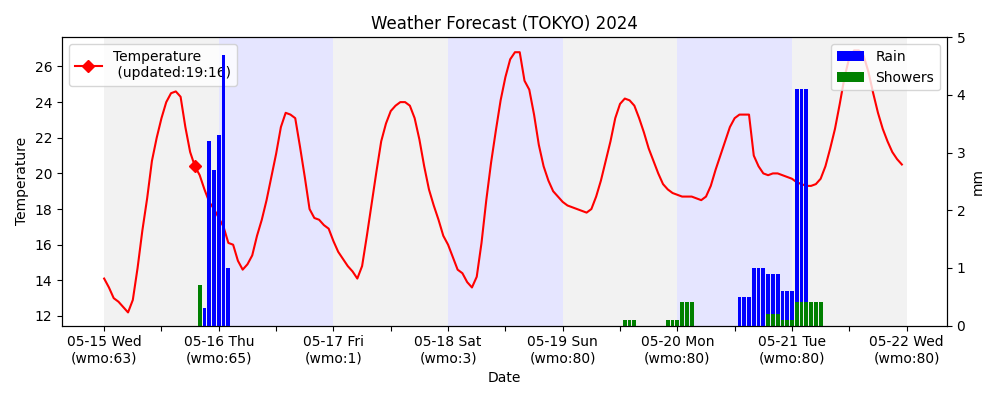 Weather Forecast (TOKYO) 2024
Temperature
(updated:19:16)
Rain
Showers
Temperature
26
24
22
20
18
16
14
12
5
4
3
2
1
0
mm
05-15 Wed 05-16 Thu 05-17 Fri 05-18 Sat 05-19 Sun 05-20 Mon 05-21 Tue 05-22 Wed
(wmo:63) (wmo:65) (wmo:1) (wmo:3) (wmo:80) (wmo:80) (wmo:80) (wmo:80)
Date